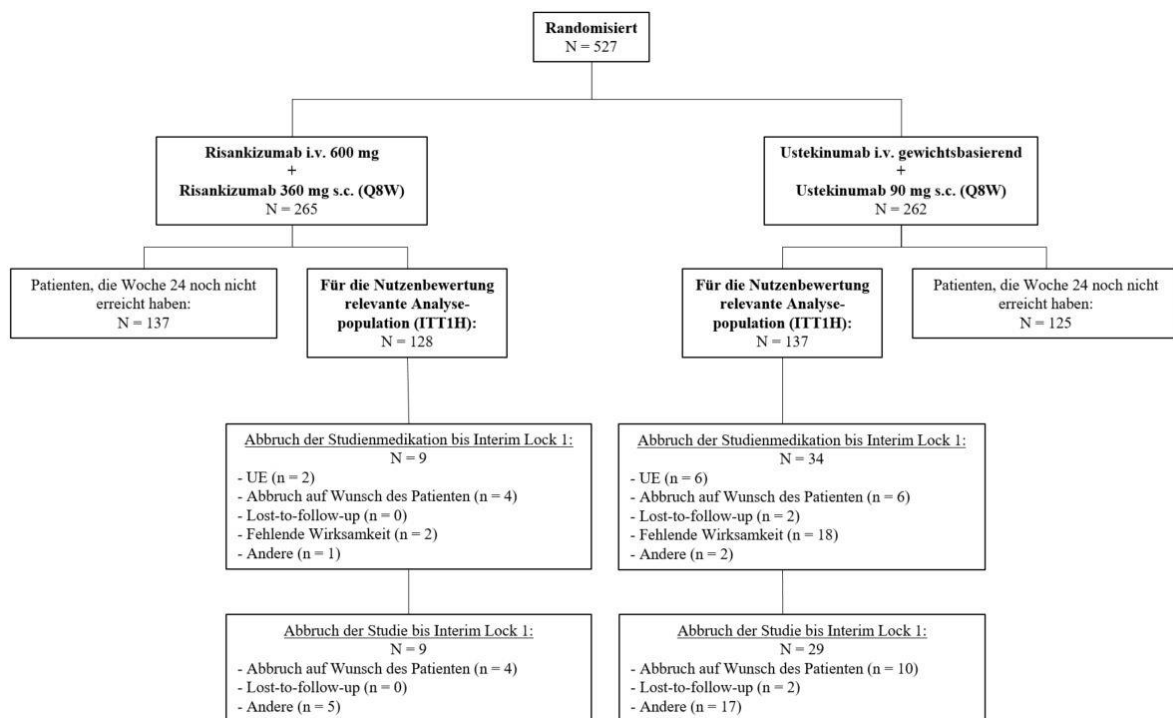 Randomisiert
N = 527
Risankizumab i.v. 600 mg
+
Risankizumab 360 mg s.c. (Q8W)
N = 265
Ustekinumab i.v. gewichtsbasierend
+
Ustekinumab 90 mg s.c. (Q8W)
N = 262
Patienten, die Woche 24 noch nicht
erreicht haben:
N = 137
Für die Nutzenbewertung
relevante Analyse-
population (ITT1H):
N = 128
Für die Nutzenbewertung
relevante Analyse-
population (ITT1H):
N = 137
Patienten, die Woche 24 noch nicht
erreicht haben:
N = 125
Abbruch der Studienmedikation bis Interim Lock 1:
N = 9
- UE (n = 2)
- Abbruch auf Wunsch des Patienten (n = 4)
- Lost-to-follow-up (n = 0)
- Fehlende Wirksamkeit (n = 2)
- Andere (n = 1)
Abbruch der Studienmedikation bis Interim Lock 1:
N = 34
- UE (n = 6)
- Abbruch auf Wunsch des Patienten (n = 6)
- Lost-to-follow-up (n = 2)
- Fehlende Wirksamkeit (n = 18)
- Andere (n = 2)
Abbruch der Studie bis Interim Lock 1:
N = 9
- Abbruch auf Wunsch des Patienten (n = 4)
- Lost-to-follow-up (n = 0)
- Andere (n = 5)
Abbruch der Studie bis Interim Lock 1:
N = 29
- Abbruch auf Wunsch des Patienten (n = 10)
- Lost-to-follow-up (n = 2)
- Andere (n = 17)